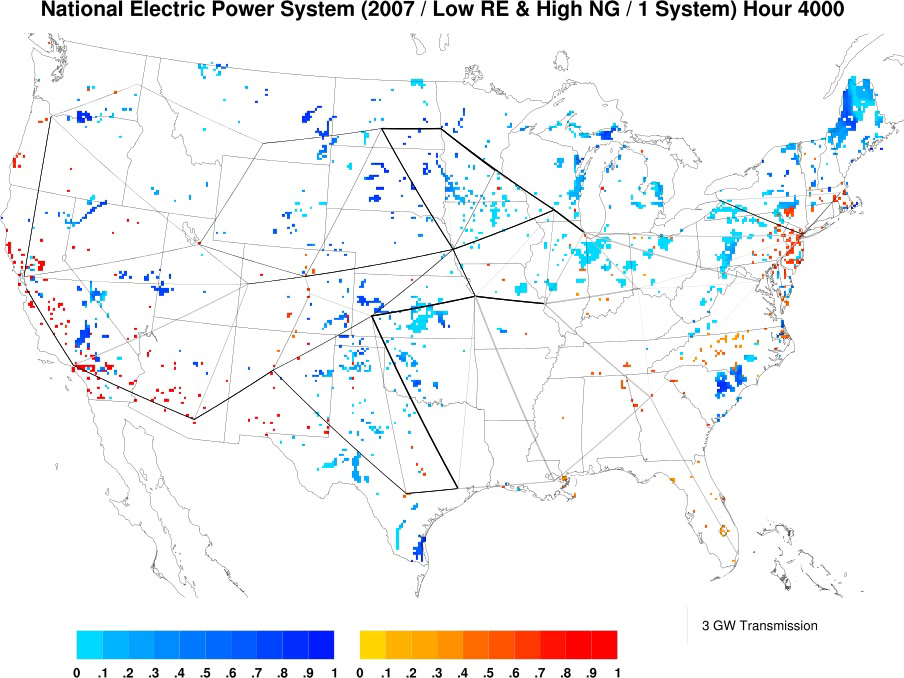 National Electric Power System (2007 / Low RE & High NG / 1 System) Hour 4000
3 GW Transmission
0 .1 .2 .3 .4 .5 .6 .7 .8 .9 1 0 .1 .2 .3 .4 .5 .6 .7 .8 .9 1